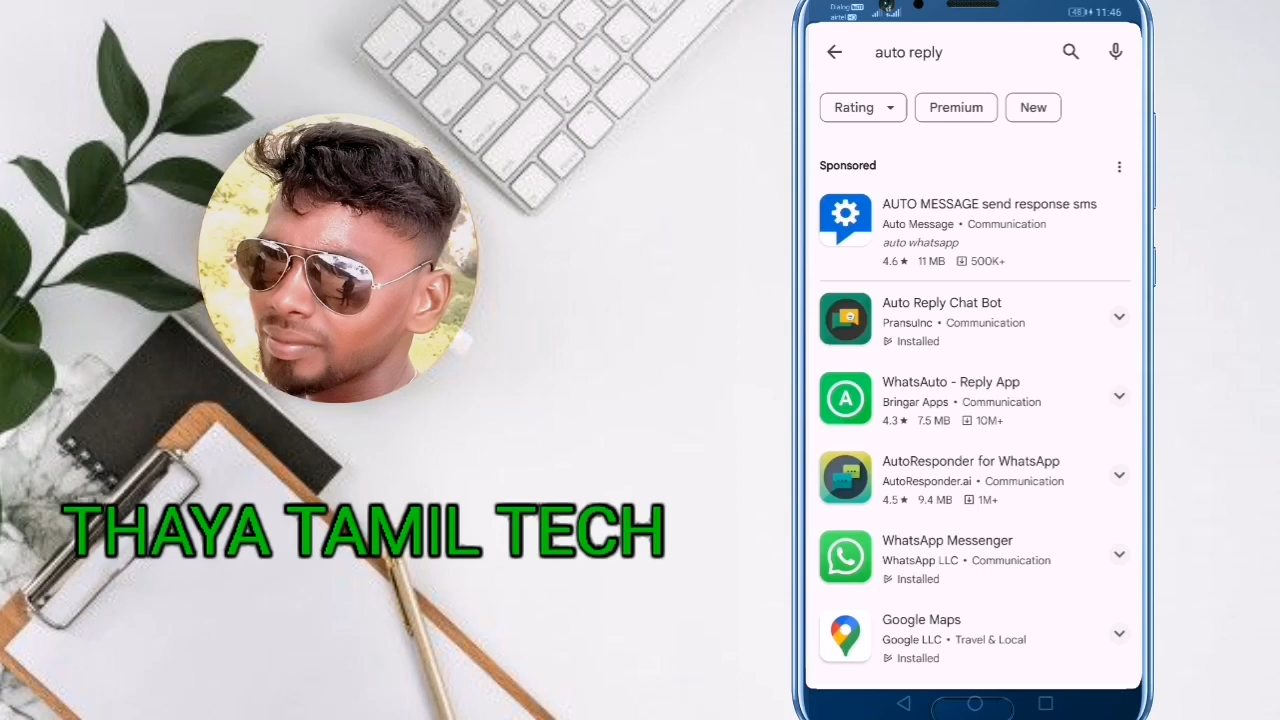 THAYA TAMIL TECH
Dialog
airtel
48 11:46
auto reply
Rating
Premium
New
Sponsored
AUTO MESSAGE send response sms
Auto Message • Communication
auto whatsapp
4.6★ 11 MB 500K+
Auto Reply Chat Bot
PransuInc • Communication
Installed
WhatsAuto - Reply App
Bringar Apps • Communication
4.3★ 7.5 MB 10M+
A
AutoResponder for WhatsApp
AutoResponder.ai • Communication
4.5★ 9.4 MB 1M+
WhatsApp Messenger
WhatsApp LLC • Communication
Installed
Google Maps
Google LLC • Travel & Local
Installed